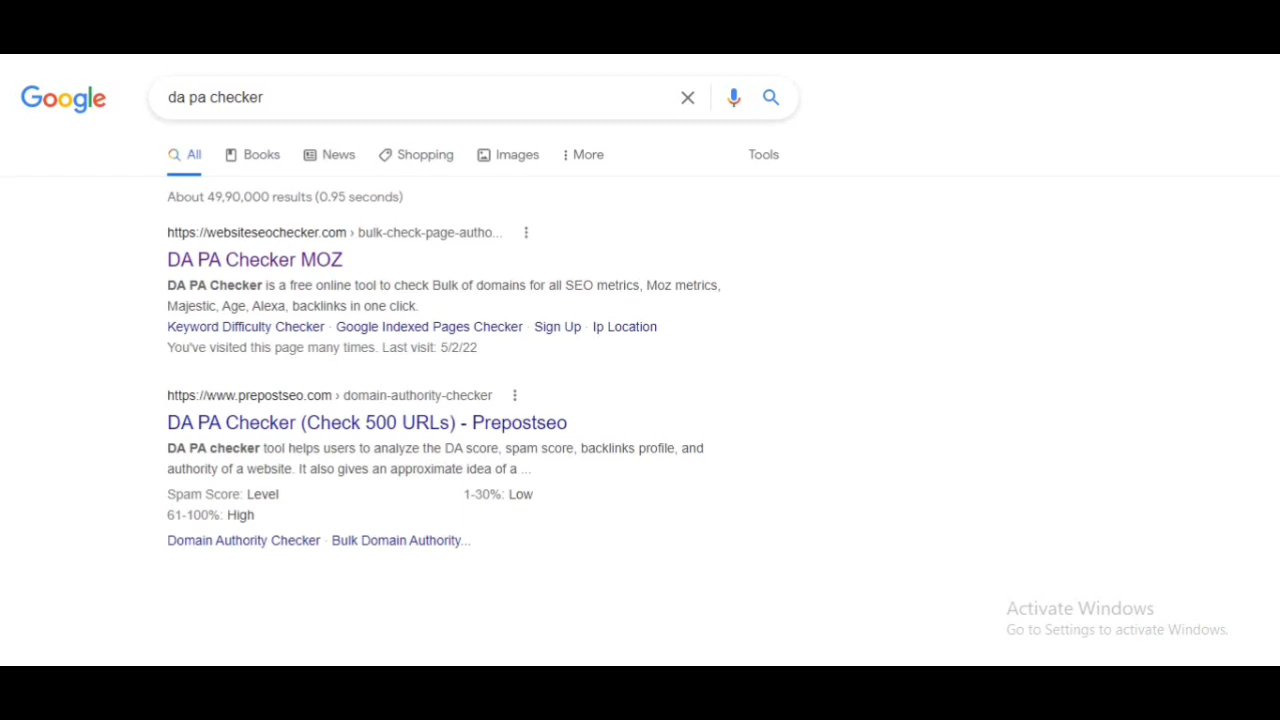 Google
da pa checker
All Books News Shopping Images More Tools
About 49,90,000 results (0.95 seconds)
https://websiteseochecker.com › bulk-check-page-autho...
DA PA Checker MOZ
DA PA Checker is a free online tool to check Bulk of domains for all SEO metrics, Moz metrics,
Majestic, Age, Alexa, backlinks in one click.
Keyword Difficulty Checker · Google Indexed Pages Checker · Sign Up · Ip Location
You've visited this page many times. Last visit: 5/2/22
https://www.prepostseo.com › domain-authority-checker
DA PA Checker (Check 500 URLs) - Prepostseo
DA PA checker tool helps users to analyze the DA score, spam score, backlinks profile, and
authority of a website. It also gives an approximate idea of a ...
Spam Score: Level 1-30%: Low
61-100%: High
Domain Authority Checker · Bulk Domain Authority...
Activate Windows
Go to Settings to activate Windows.